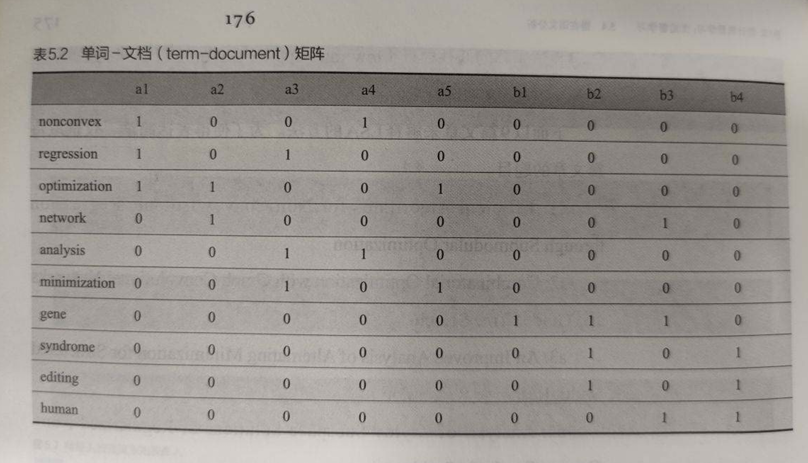 176
表5.2 单词-文档（term-document）矩阵
a1 a2 a3 a4 a5 b1 b2 b3 b4
nonconvex 1 0 0 1 0 0 0 0 0
regression 1 0 1 0 0 0 0 0 0
optimization 1 1 0 0 1 0 0 0 0
network 0 1 0 0 0 0 0 1 0
analysis 0 0 1 1 0 0 0 0 0
minimization 0 0 1 0 1 0 0 0 0
gene 0 0 0 0 0 1 1 1 0
syndrome 0 0 0 0 0 0 1 0 1
editing 0 0 0 0 0 0 1 0 1
human 0 0 0 0 0 0 0 1 1